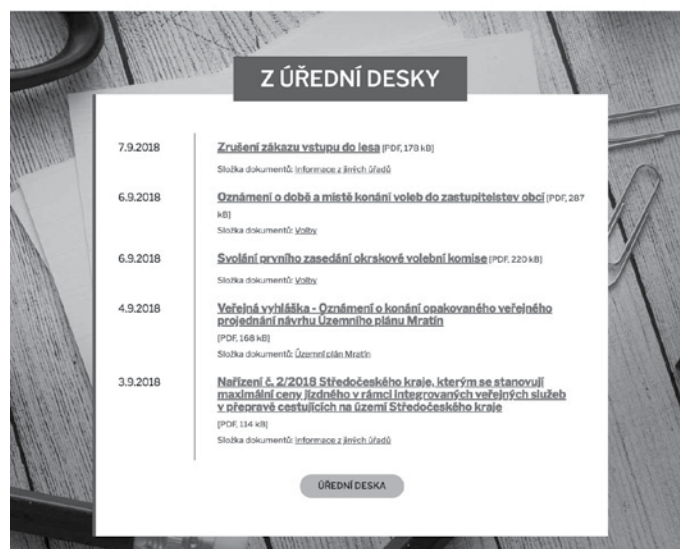 Z ÚŘEDNÍ DESKY
7.9.2018
Zrušení zákazu vstupu do lesa [PDF, 178 kB]
Složka dokumentů: Informace z jiných úřadů
6.9.2018
Oznámení o době a místě konání voleb do zastupitelstev obcí [PDF, 287
kB]
Složka dokumentů: Volby
6.9.2018
Svolání prvního zasedání okrskové volební komise [PDF, 220 kB]
Složka dokumentů: Volby
4.9.2018
Veřejná vyhláška - Oznámení o konání opakovaného veřejného
projednání návrhu Územního plánu Mratín
[PDF, 168 kB]
Složka dokumentů: Územní plán Mratín
3.9.2018
Nařízení č. 2/2018 Středočeského kraje, kterým se stanovují
maximální ceny jízdného v rámci integrovaných veřejných služeb
v přepravě cestujících na území Středočeského kraje
[PDF, 114 kB]
Složka dokumentů: Informace z jiných úřadů
ÚŘEDNÍ DESKA